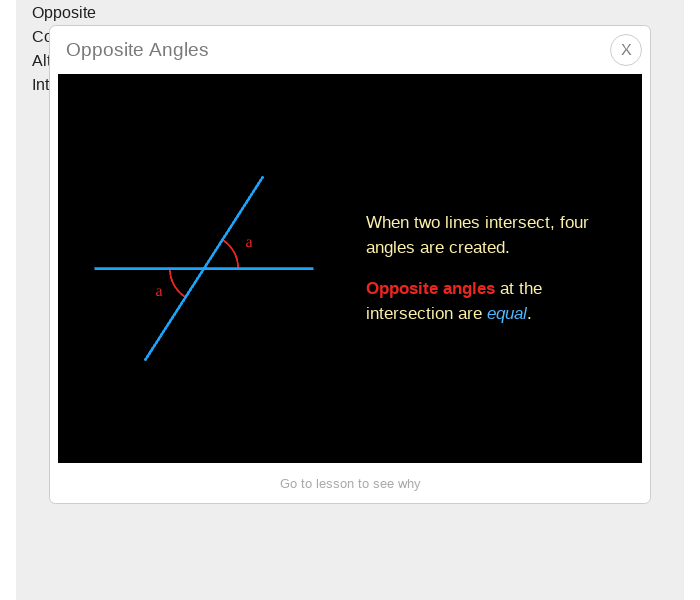 Opposite
Co
Alt
Int
Opposite Angles
X
a
a
When two lines intersect, four
angles are created.
Opposite angles at the
intersection are equal.
Go to lesson to see why